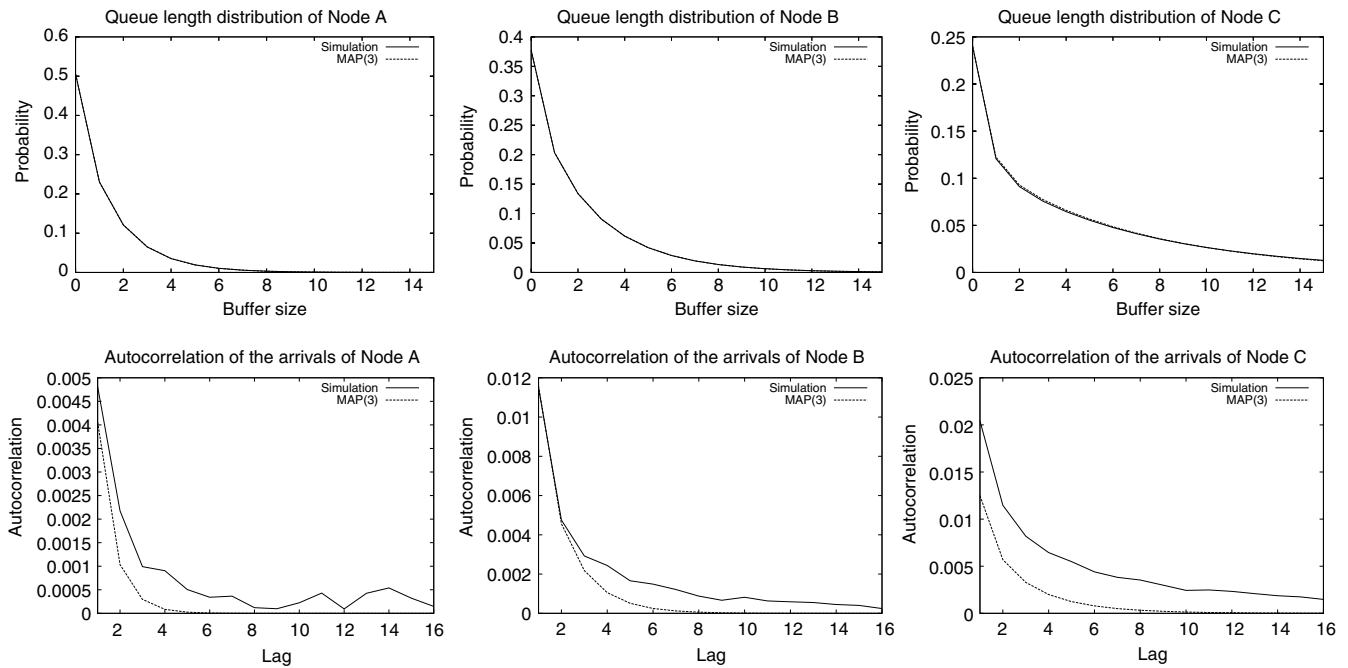 Queue length distribution of Node A
Simulation
MAP(3)
0.6
0.5
0.4
0.3
0.2
0.1
0
Probability
0 2 4 6 8 10 12 14
Buffer size
Queue length distribution of Node B
Simulation
MAP(3)
0.4
0.35
0.3
0.25
0.2
0.15
0.1
0.05
0
Probability
0 2 4 6 8 10 12 14
Buffer size
Queue length distribution of Node C
Simulation
MAP(3)
0.25
0.2
0.15
0.1
0.05
0
Probability
0 2 4 6 8 10 12 14
Buffer size
Autocorrelation of the arrivals of Node A
Simulation
MAP(3)
0.005
0.0045
0.004
0.0035
0.003
0.0025
0.002
0.0015
0.001
0.0005
0
Autocorrelation
2 4 6 8 10 12 14 16
Lag
Autocorrelation of the arrivals of Node B
Simulation
MAP(3)
0.012
0.01
0.008
0.006
0.004
0.002
0
Autocorrelation
2 4 6 8 10 12 14 16
Lag
Autocorrelation of the arrivals of Node C
Simulation
MAP(3)
0.025
0.02
0.015
0.01
0.005
0
Autocorrelation
2 4 6 8 10 12 14 16
Lag